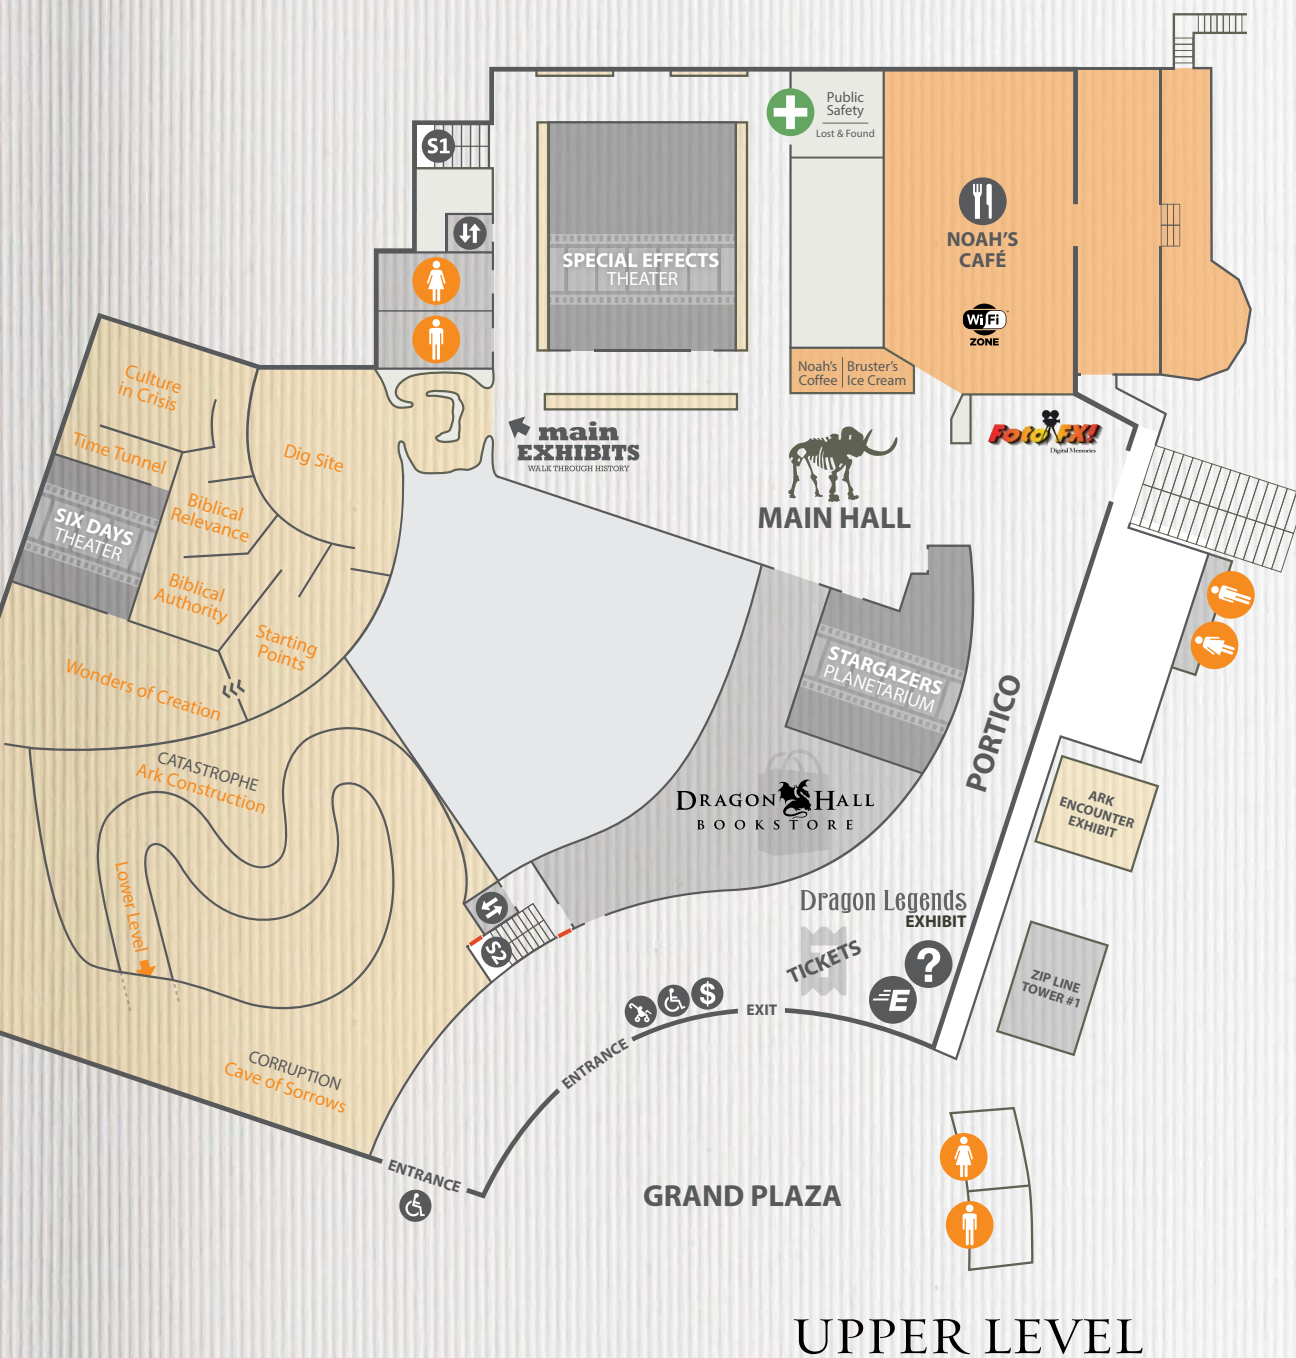 Public
Safety
Lost & Found
S1
NOAH'S
CAFÉ
SPECIAL EFFECTS
THEATER
Wi Fi
ZONE
Noah's
Coffee
Bruster's
Ice Cream
Culture
in Crisis
Time Tunnel
Dig Site
main
EXHIBITS
WALK THROUGH HISTORY
Foto FX!
Digital Memories
MAIN HALL
SIX DAYS
THEATER
Biblical
Relevance
Biblical
Authority
Starting
Points
Wonders of Creation
STARGAZERS
PLANETARIUM
PORTICO
CATASTROPHE
Ark Construction
DRAGON HALL
BOOKSTORE
ARK
ENCOUNTER
EXHIBIT
Lower Level
Dragon Legends
EXHIBIT
S2
TICKETS
?
E
$
EXIT
ZIP LINE
TOWER #1
ENTRANCE
CORRUPTION
Cave of Sorrows
ENTRANCE
GRAND PLAZA
UPPER LEVEL